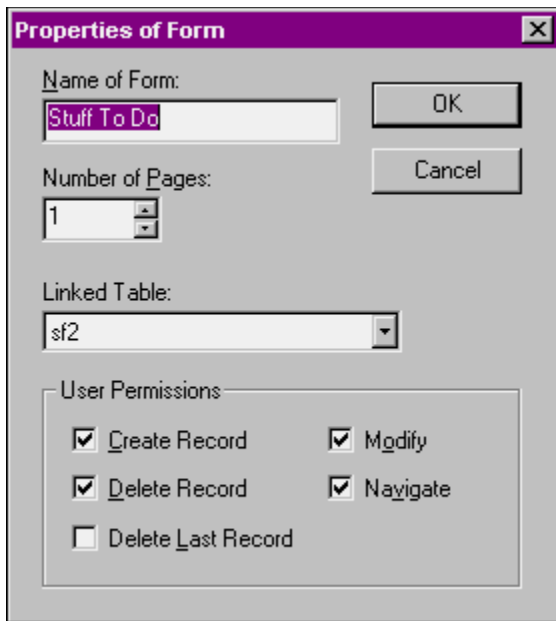 Properties of Form
Name of Form:
Stuff To Do
OK
Number of Pages:
Cancel
1
Linked Table:
sf2
User Permissions
Create Record
Modify
Delete Record
Navigate
Delete Last Record